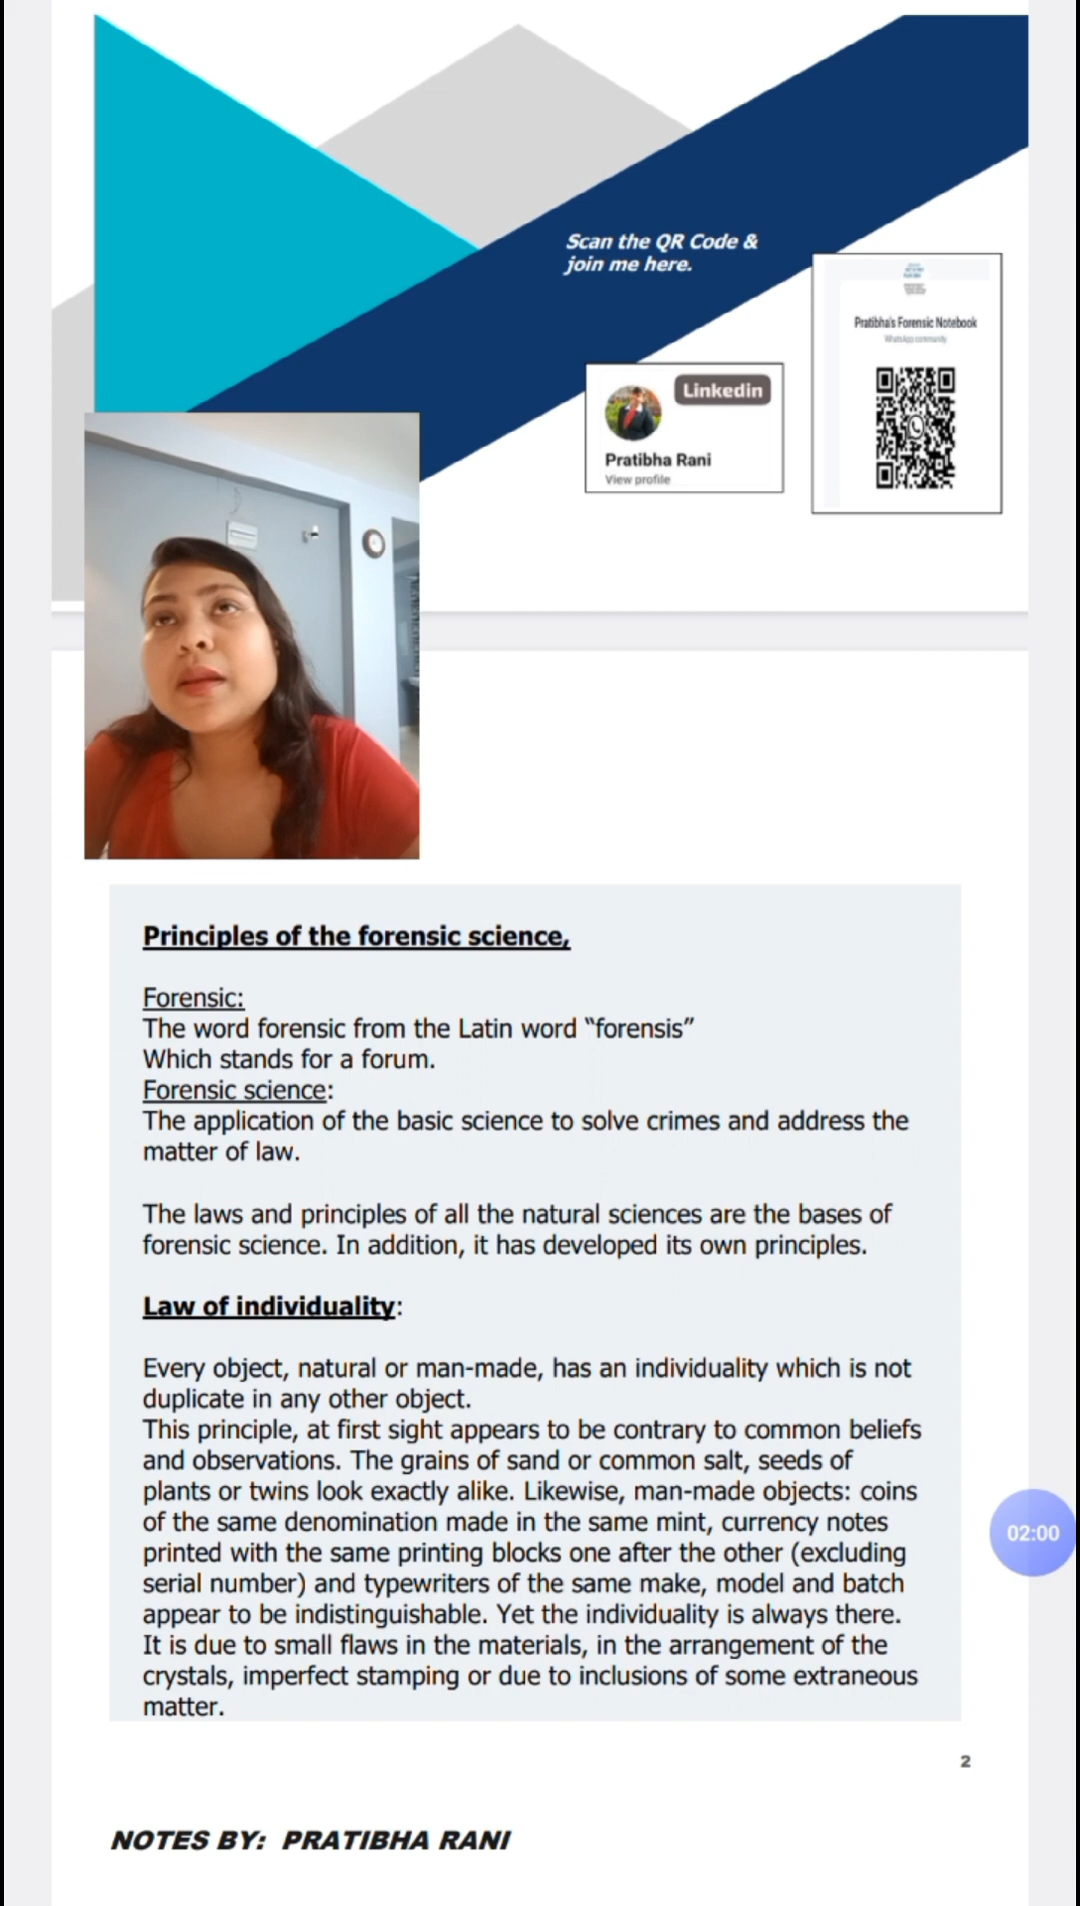 Scan the QR Code &
join me here.
Pratibha's Forensic Notebook
WhatsApp community
Linkedin
Pratibha Rani
View profile
Principles of the forensic science,
Forensic:
The word forensic from the Latin word “forensis”
Which stands for a forum.
Forensic science:
The application of the basic science to solve crimes and address the
matter of law.
The laws and principles of all the natural sciences are the bases of
forensic science. In addition, it has developed its own principles.
Law of individuality:
Every object, natural or man-made, has an individuality which is not
duplicate in any other object.
This principle, at first sight appears to be contrary to common beliefs
and observations. The grains of sand or common salt, seeds of
plants or twins look exactly alike. Likewise, man-made objects: coins
of the same denomination made in the same mint, currency notes
printed with the same printing blocks one after the other (excluding
serial number) and typewriters of the same make, model and batch
appear to be indistinguishable. Yet the individuality is always there.
It is due to small flaws in the materials, in the arrangement of the
crystals, imperfect stamping or due to inclusions of some extraneous
matter.
02:00
2
NOTES BY: PRATIBHA RANI